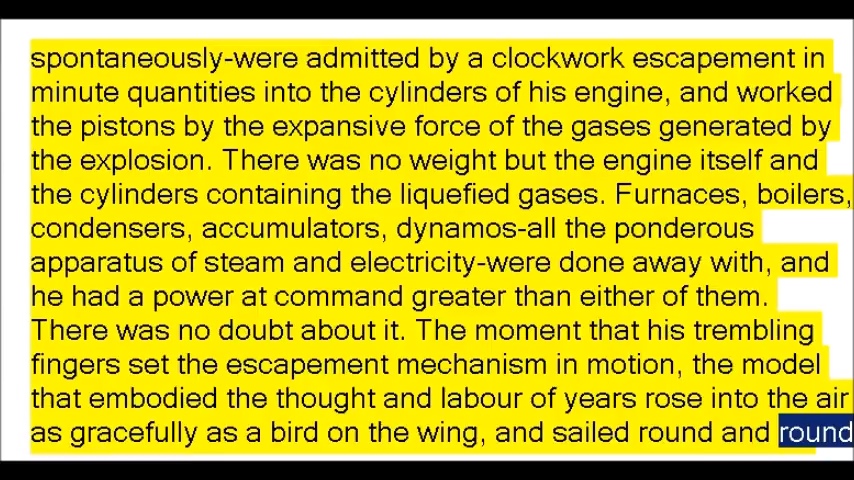 spontaneously-were admitted by a clockwork escapement in
minute quantities into the cylinders of his engine, and worked
the pistons by the expansive force of the gases generated by
the explosion. There was no weight but the engine itself and
the cylinders containing the liquefied gases. Furnaces, boilers,
condensers, accumulators, dynamos-all the ponderous
apparatus of steam and electricity-were done away with, and
he had a power at command greater than either of them.
There was no doubt about it. The moment that his trembling
fingers set the escapement mechanism in motion, the model
that embodied the thought and labour of years rose into the air
as gracefully as a bird on the wing, and sailed round and round